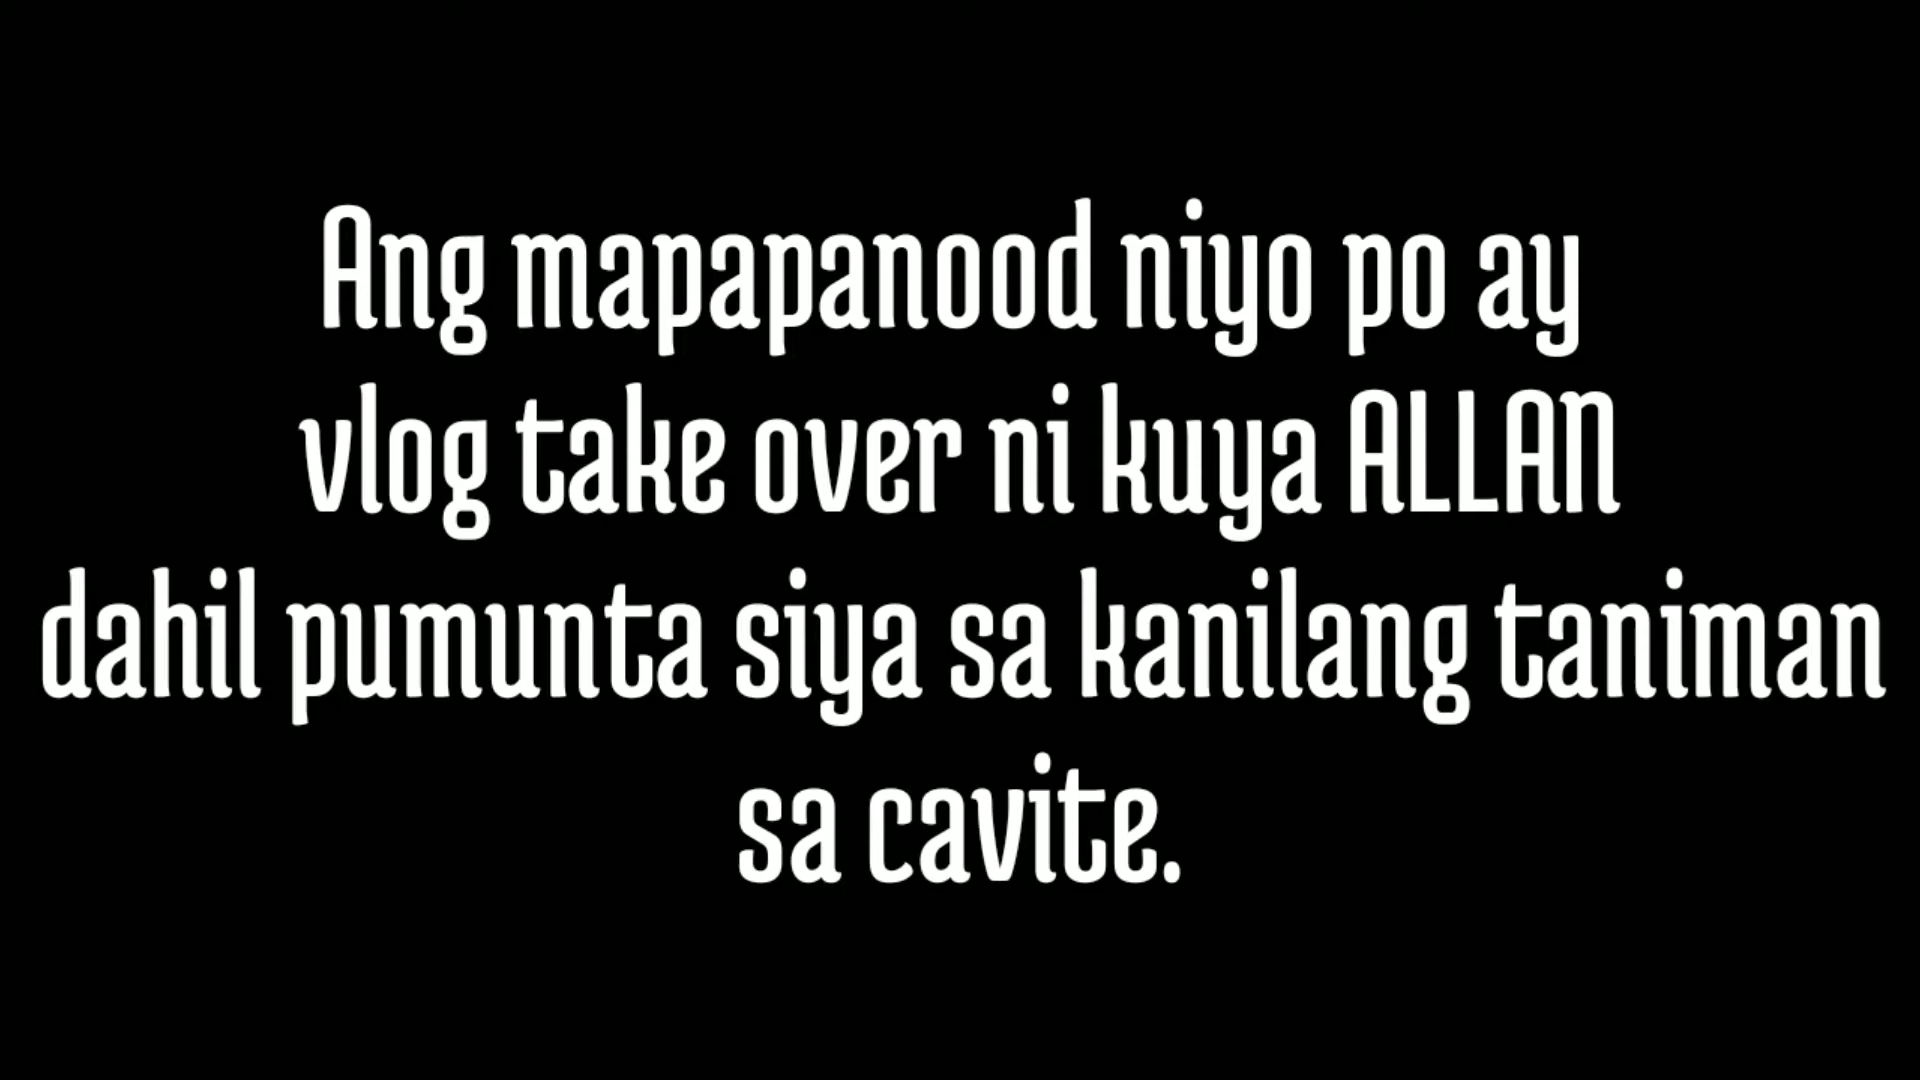 Ang mapapanood niyo po ay
vlog take over ni kuya ALLAN
dahil pumunta siya sa kanilang taniman
sa cavite.